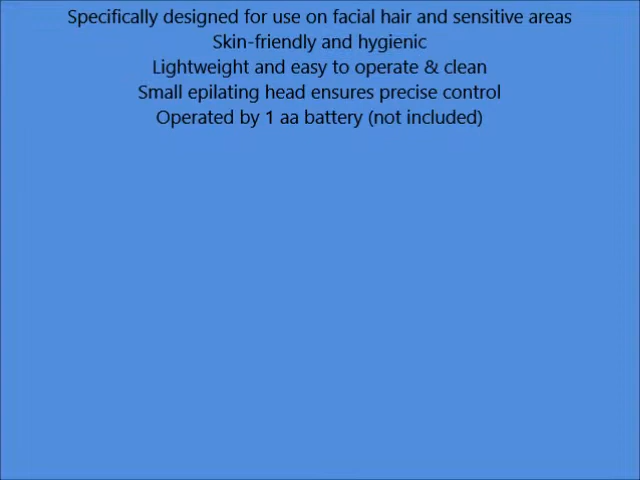 Specifically designed for use on facial hair and sensitive areas
Skin-friendly and hygienic
Lightweight and easy to operate & clean
Small epilating head ensures precise control
Operated by 1 aa battery (not included)